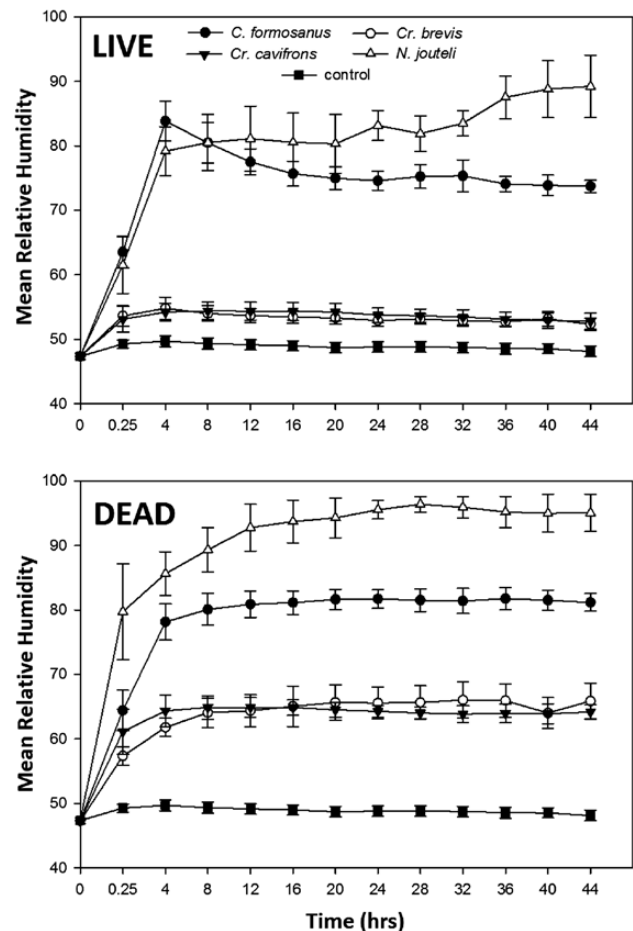 LIVE
C. formosanus
Cr. brevis
Cr. cavifrons
N. jouteli
control
Mean Relative Humidity
100
90
80
70
60
50
40
0 0.25 4 8 12 16 20 24 28 32 36 40 44
DEAD
Mean Relative Humidity
100
90
80
70
60
50
40
0 0.25 4 8 12 16 20 24 28 32 36 40 44
Time (hrs)